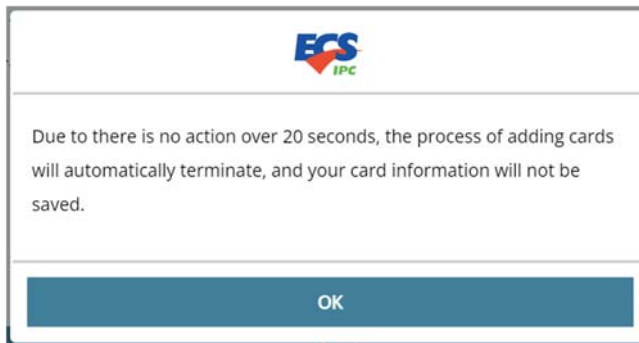 ECS
IPC
Due to there is no action over 20 seconds, the process of adding cards
will automatically terminate, and your card information will not be
saved.
OK